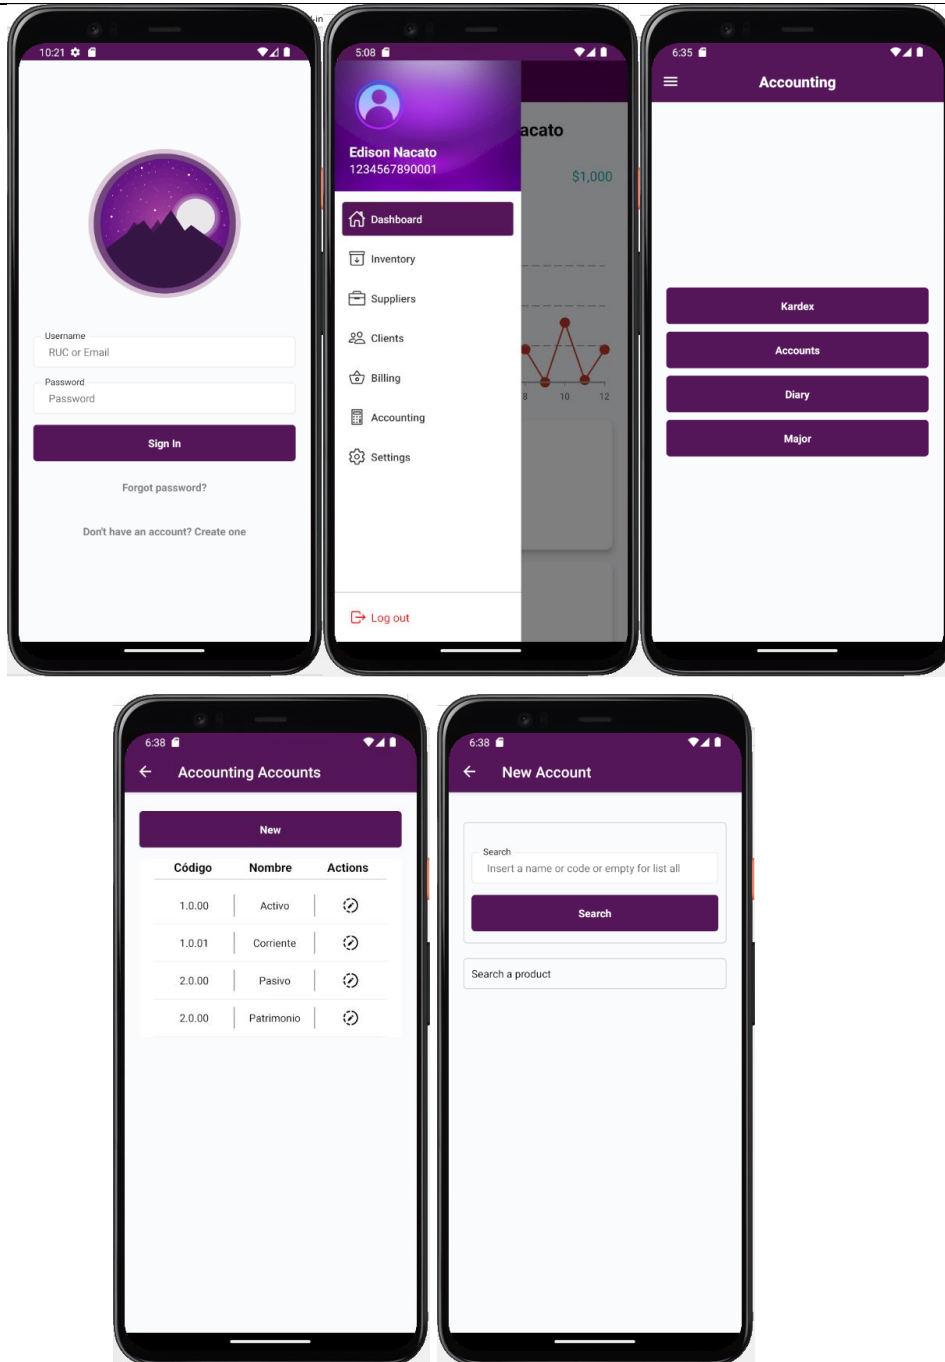 10:21
Username
RUC or Email
Password
Password
Sign In
Forgot password?
Don't have an account? Create one
5:08
acato
Edison Nacato
1234567890001
$1,000
Dashboard
Inventory
Suppliers
Clients
Billing
8 10 12
Accounting
Settings
Log out
6:35
Accounting
Kardex
Accounts
Diary
Major
6:38
Accounting Accounts
New
Código Nombre Actions
1.0.00 Activo
1.0.01 Corriente
2.0.00 Pasivo
2.0.00 Patrimonio
6:38
New Account
Search
Insert a name or code or empty for list all
Search
Search a product